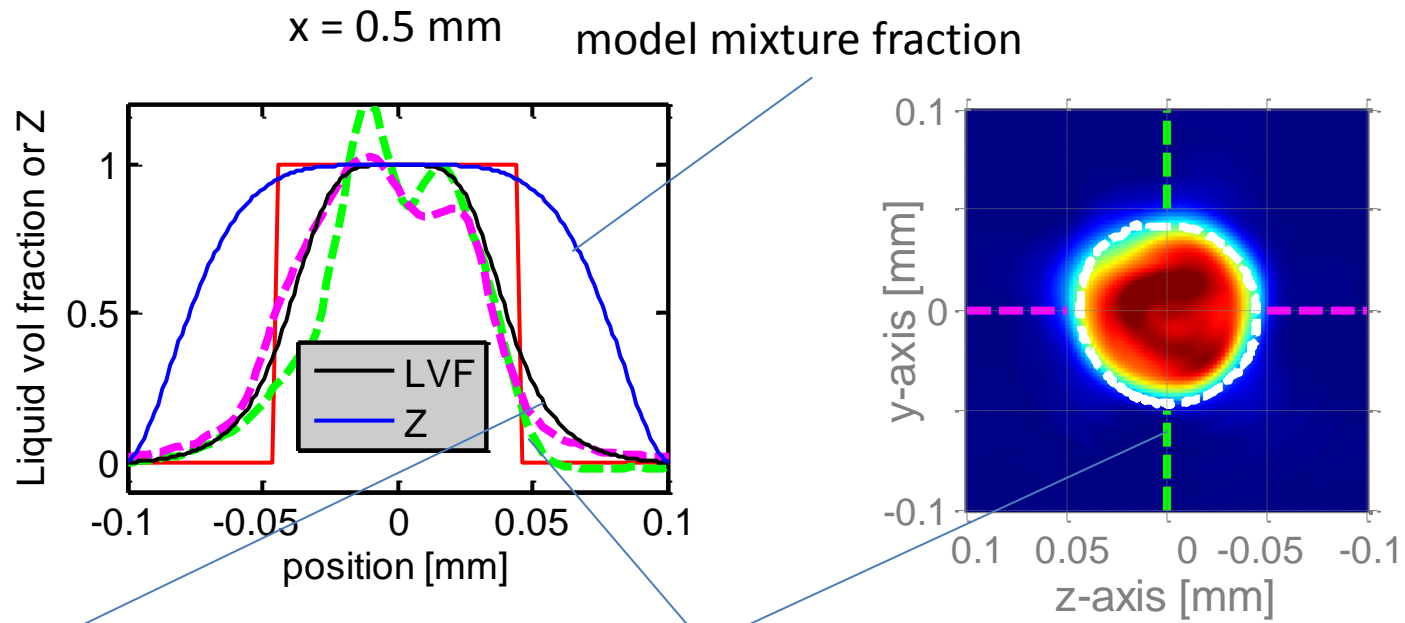 x = 0.5 mm
model mixture fraction
Liquid vol fraction or Z
1
0.5
0
LVF
Z
-0.1 -0.05 0 0.05 0.1
position [mm]
y-axis [mm]
0.1
0
-0.1
0.1 0.05 0 -0.05 -0.1
z-axis [mm]